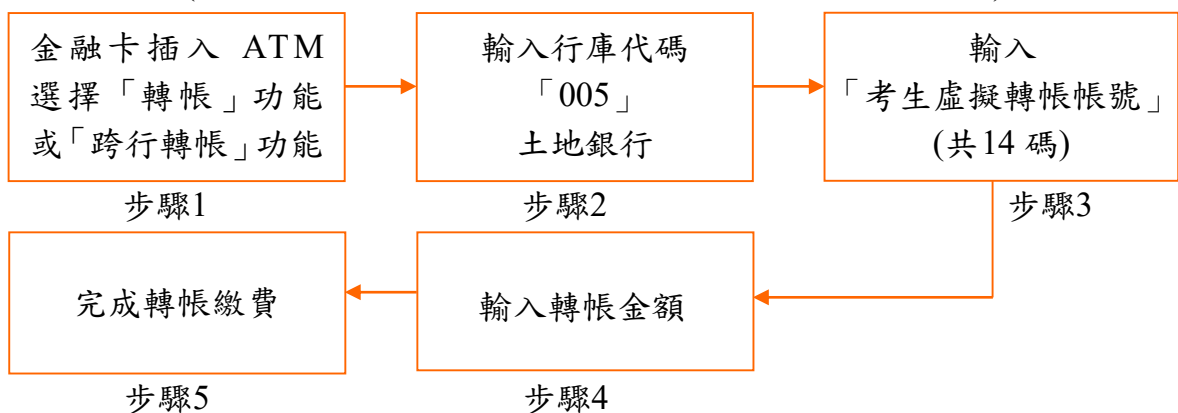 金融卡插入 ATM
選擇「轉帳」功能
或「跨行轉帳」功能
步驟1
輸入行庫代碼
「005」
土地銀行
步驟2
輸入
「考生虛擬轉帳帳號」
(共14 碼)
步驟3
輸入轉帳金額
步驟4
完成轉帳繳費
步驟5